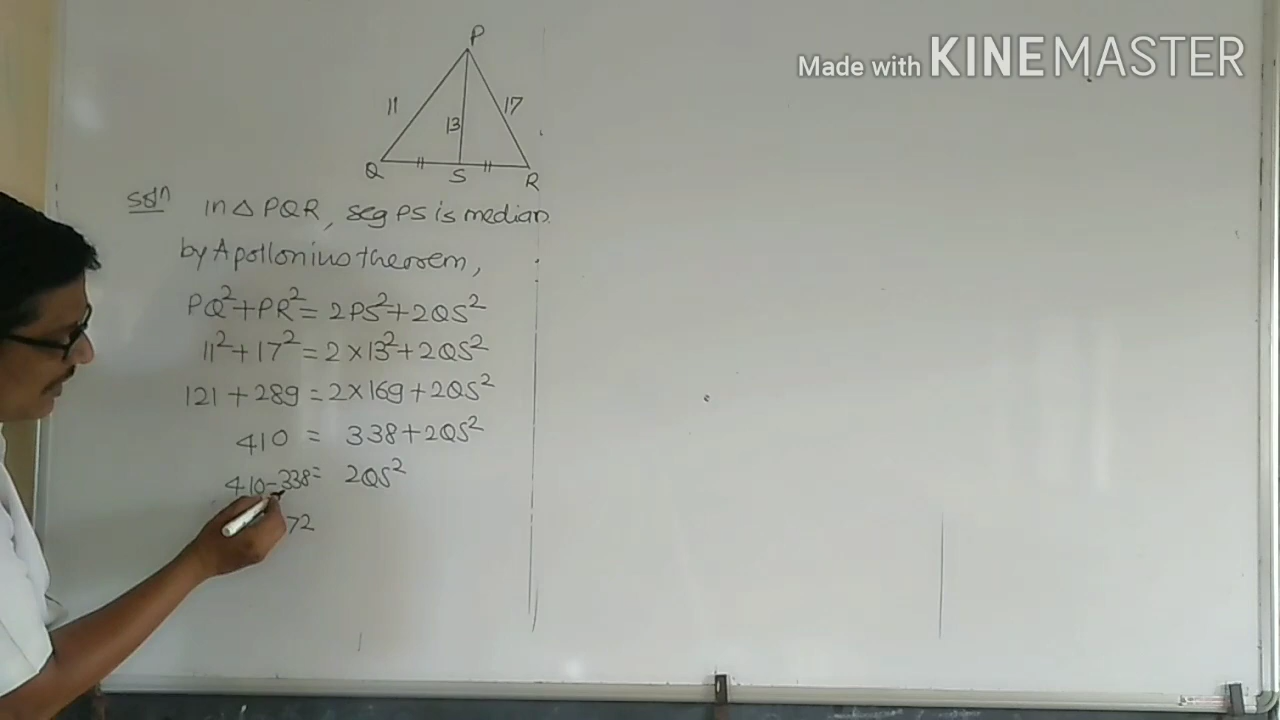 Made with KINEMASTER
P
11
17
13
Q
S
R
Solⁿ In △ PQR, seg PS is median.
by Apollonius theorem,
PQ² + PR² = 2PS² + 2QS²
11² + 17² = 2 × 13² + 2QS²
121 + 289 = 2 × 169 + 2QS²
410 = 338 + 2QS²
410 - 338 = 2QS²
72